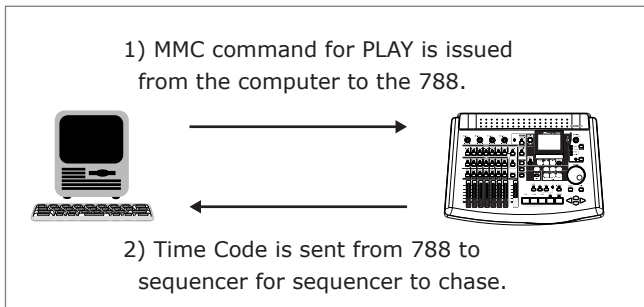 1) MMC command for PLAY is issued
from the computer to the 788.
2) Time Code is sent from 788 to
sequencer for sequencer to chase.